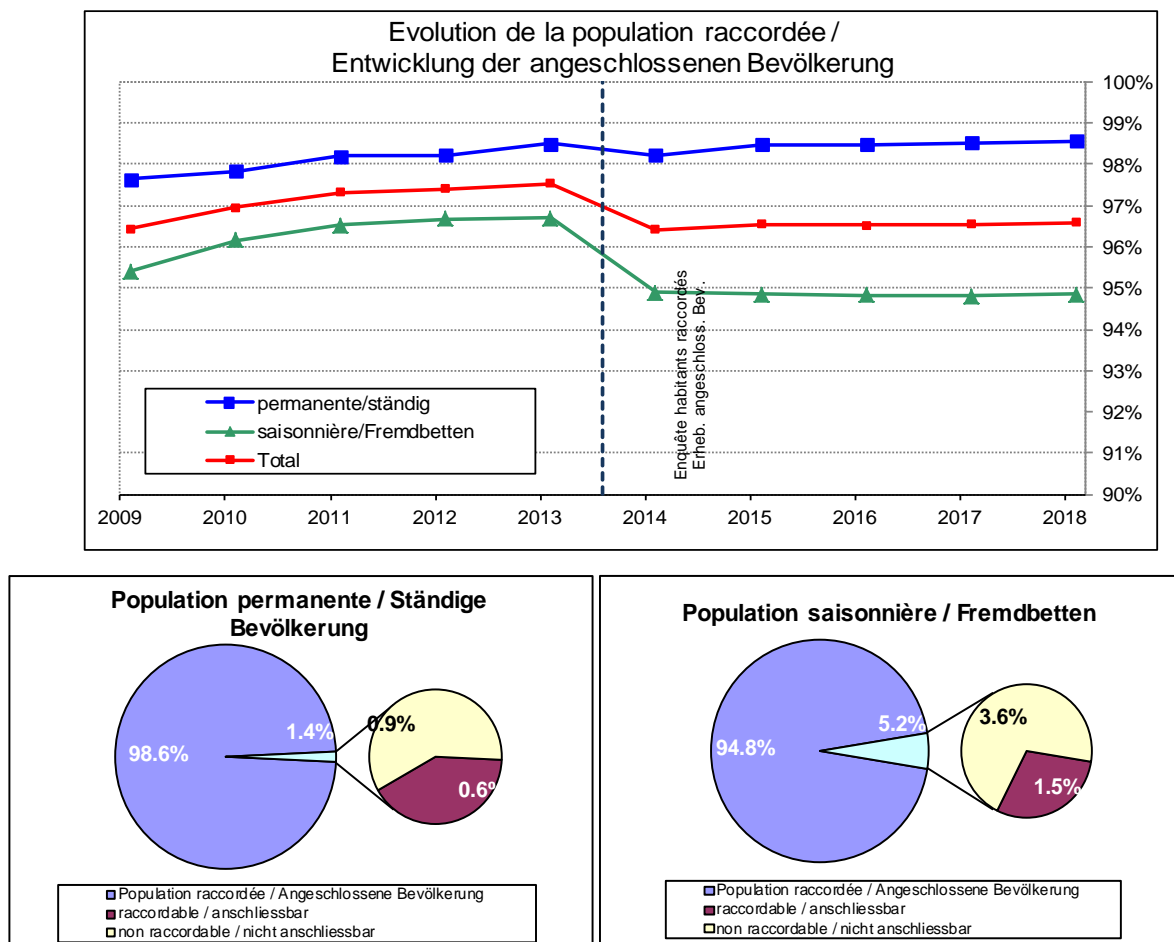 Evolution de la population raccordée /
Entwicklung der angeschlossenen Bevölkerung
100%
99%
98%
97%
96%
95%
94%
93%
92%
91%
90%
Enquête habitants raccordés
Erheb. angeschloss. Bev.
permanente/ständig
saisonnière/Fremdbetten
Total
2009 2010 2011 2012 2013 2014 2015 2016 2017 2018
Population permanente / Ständige
Bevölkerung
98.6%
1.4%
0.9%
0.6%
Population raccordée / Angeschlossene Bevölkerung
raccordable / anschliessbar
non raccordable / nicht anschliessbar
Population saisonnière / Fremdbetten
94.8%
5.2%
3.6%
1.5%
Population raccordée / Angeschlossene Bevölkerung
raccordable / anschliessbar
non raccordable / nicht anschliessbar